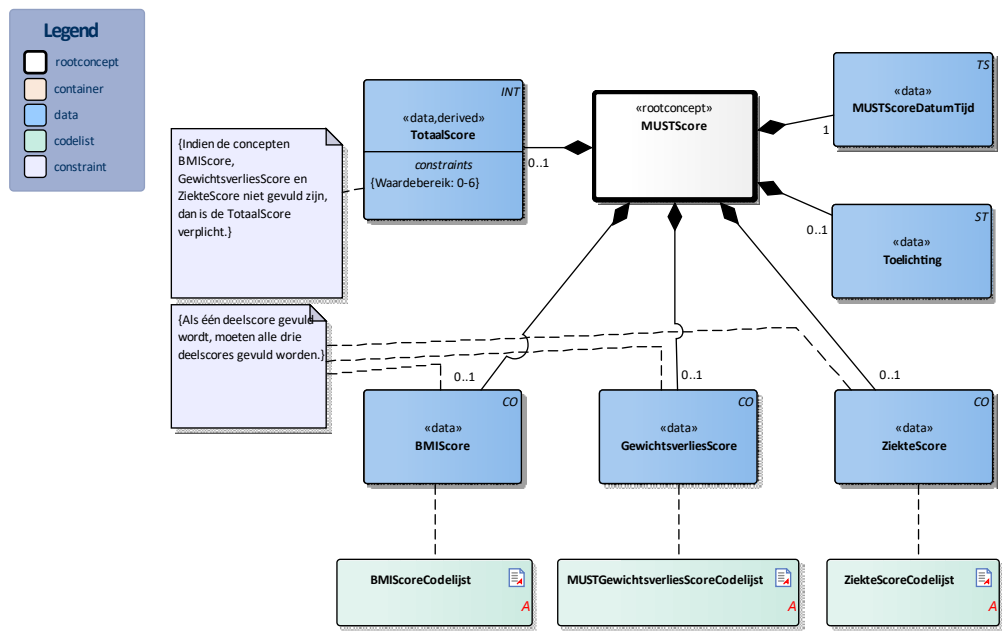 Legend
rootconcept
container
data
codelist
constraint
{Indien de concepten
BMIScore,
GewichtsverliesScore en
ZiekteScore niet gevuld zijn,
dan is de TotaalScore
verplicht.}
INT
«data,derived»
TotaalScore
constraints
{Waardebereik: 0-6}
0..1
«rootconcept»
MUSTScore
TS
«data»
MUSTScoreDatumTijd
1
ST
«data»
Toelichting
0..1
{Als één deelscore gevuld
wordt, moeten alle drie
deelscores gevuld worden.}
0..1
0..1
0..1
CO
«data»
BMIScore
CO
«data»
GewichtsverliesScore
CO
«data»
ZiekteScore
BMIScoreCodelijst
A
MUSTGewichtsverliesScoreCodelijst
A
ZiekteScoreCodelijst
A